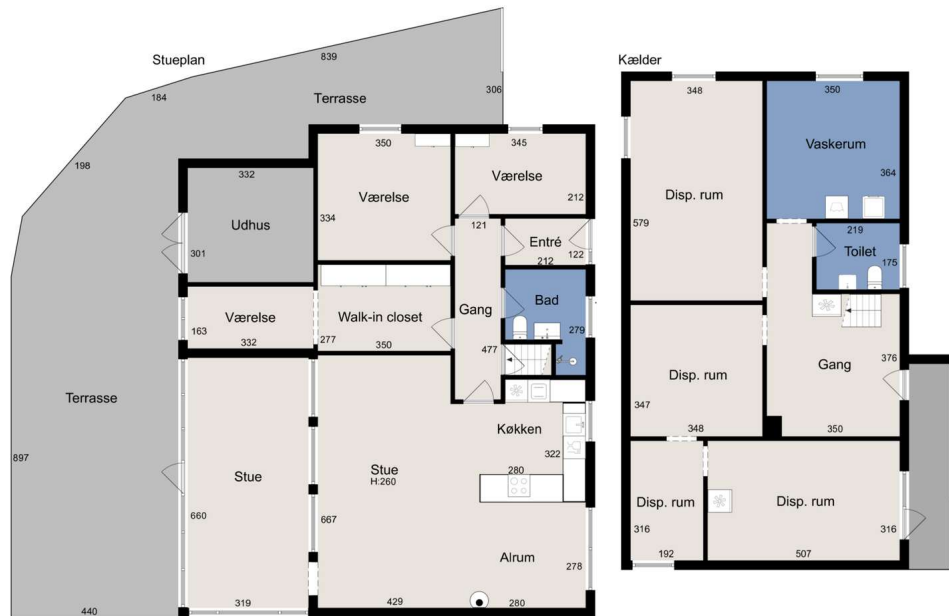 Stueplan
839
184
306
Terrasse
198
350
345
332
Værelse
Værelse
212
334
Udhus
121
Entré
122
212
301
Bad
Værelse
Walk-in closet
Gang
279
163
332
277
350
477
Terrasse
Køkken
322
897
Stue
Stue
H:260
280
660
667
Alrum
278
440
319
429
280
Kælder
348
350
Vaskerum
364
Disp. rum
579
219
Toilet
175
376
Disp. rum
Gang
347
348
350
Disp. rum
Disp. rum
316
316
192
507